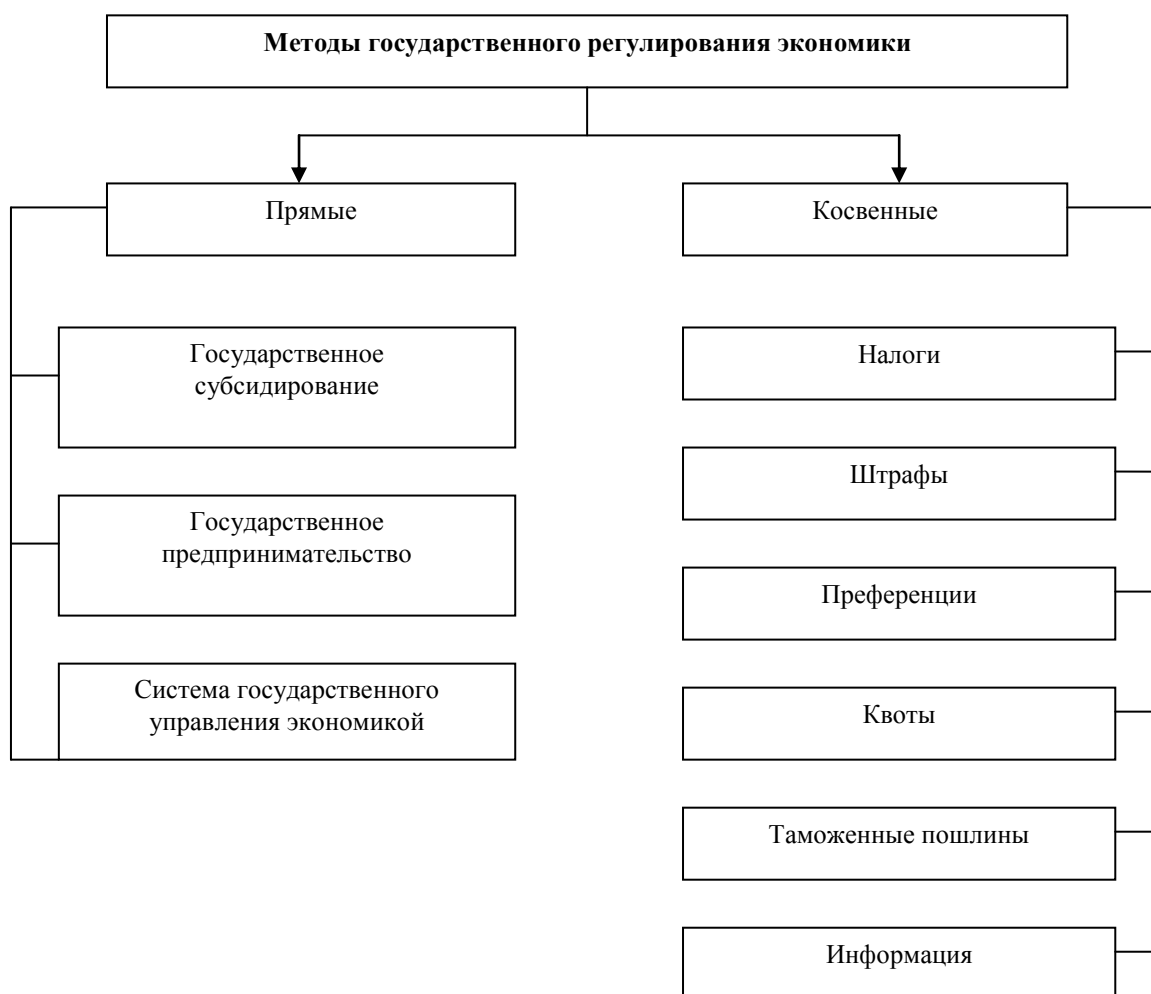 Методы государственного регулирования экономики
Прямые
Косвенные
Государственное
субсидирование
Государственное
предпринимательство
Система государственного
управления экономикой
Налоги
Штрафы
Преференции
Квоты
Таможенные пошлины
Информация